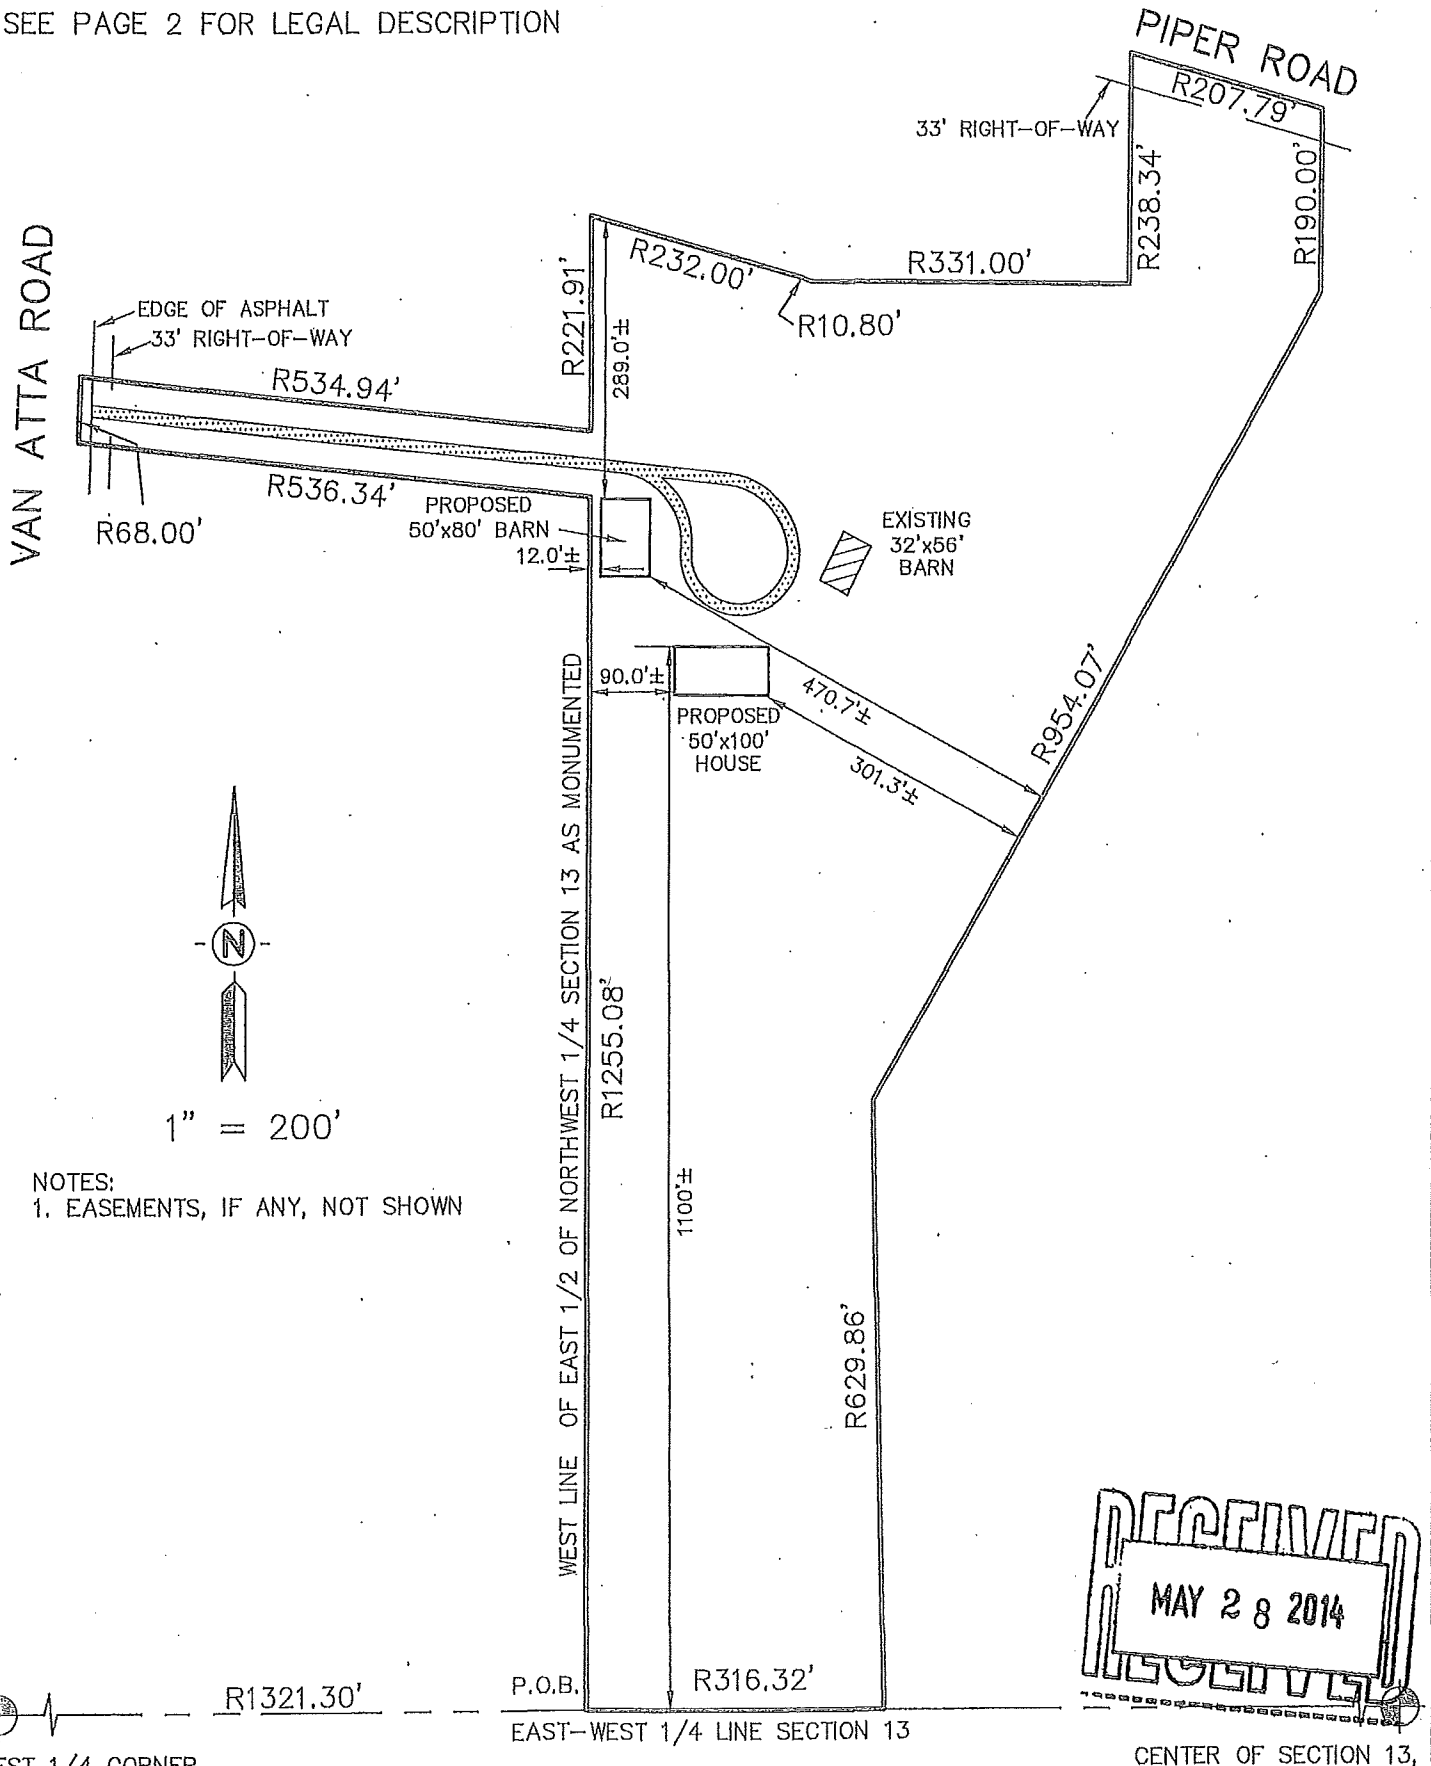 SEE PAGE 2 FOR LEGAL DESCRIPTION
PIPER ROAD
R207.79'
33' RIGHT-OF-WAY
R238.34'
R190.00'
VAN ATTA ROAD
R232.00'
R331.00'
R10.80'
R221.91'
289.0'±
EDGE OF ASPHALT
33' RIGHT-OF-WAY
R534.94'
R536.34'
R68.00'
PROPOSED
50'x80' BARN
12.0'±
EXISTING
32'x56'
BARN
90.0'±
PROPOSED
50'x100'
HOUSE
470.7'±
301.3'±
R954.07'
WEST LINE OF EAST 1/2 OF NORTHWEST 1/4 SECTION 13 AS MONUMENTED
R1255.08'
1100'±
N
1" = 200'
NOTES:
1. EASEMENTS, IF ANY, NOT SHOWN
R629.86'
RECEIVED
MAY 28 2014
RECEIVED
P.O.B.
R316.32'
R1321.30'
EAST-WEST 1/4 LINE SECTION 13
1/4 CORNER
CENTER OF SECTION 13,